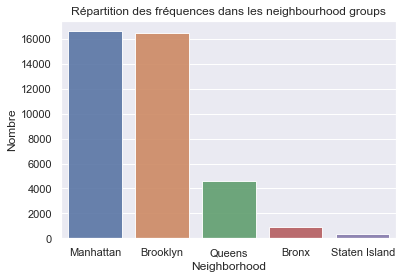 Répartition des fréquences dans les neighbourhood groups
16000
14000
12000
10000
8000
6000
4000
2000
0
Nombre
Manhattan Brooklyn Queens Bronx Staten Island
Neighborhood